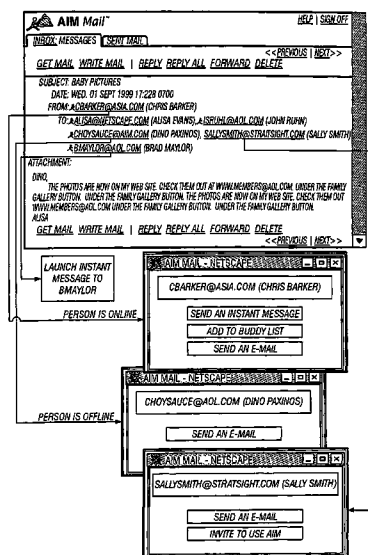 AIM Mail™
HELP | SIGN OFF
INBOX: MESSAGES SENT MAIL
<<PREVIOUS | NEXT>>
GET MAIL WRITE MAIL | REPLY REPLY ALL FORWARD DELETE
SUBJECT: BABY PICTURES
DATE: WED. 01 SEPT 1999 17:228 0700
FROM: CBARKER@ASIA.COM (CHRIS BARKER)
TO: ALISA@NETSCAPE.COM (ALISA EVANS), JSRUHL@AOL.COM (JOHN RUHN)
CHOYSAUCE@AIM.COM (DINO PAXINOS), SALLYSMITH@STRATSIGHT.COM (SALLY SMITH)
BMAYLOR@AOL.COM (BRAD MAYLOR)
ATTACHMENT:
DINO,
THE PHOTOS ARE NOW ON MY WEB SITE. CHECK THEM OUT AT WWW.MEMBERS@AOL.COM. UNDER THE FAMILY
GALLERY BUTTON. UNDER THE FAMILY GALLERY BUTTON. THE PHOTOS ARE NOW ON MY WEB SITE. CHECK THEM OUT
WWW.MEMBERS@AOL.COM UNDER THE FAMILY GALLERY BUTTON. UNDER THE FAMILY GALLERY BUTTON.
ALISA
GET MAIL WRITE MAIL | REPLY REPLY ALL FORWARD DELETE
<<PREVIOUS | NEXT>>
LAUNCH INSTANT
MESSAGE TO
BMAYLOR
AIM MAIL - NETSCAPE
CBARKER@ASIA.COM (CHRIS BARKER)
PERSON IS ONLINE
SEND AN INSTANT MESSAGE
ADD TO BUDDY LIST
SEND AN E-MAIL
AIM MAIL - NETSCAPE
CHOYSAUCE@AOL.COM (DINO PAXINOS)
PERSON IS OFFLINE
SEND AN E-MAIL
AIM MAIL - NETSCAPE
SALLYSMITH@STRATSIGHT.COM (SALLY SMITH)
SEND AN E-MAIL
INVITE TO USE AIM